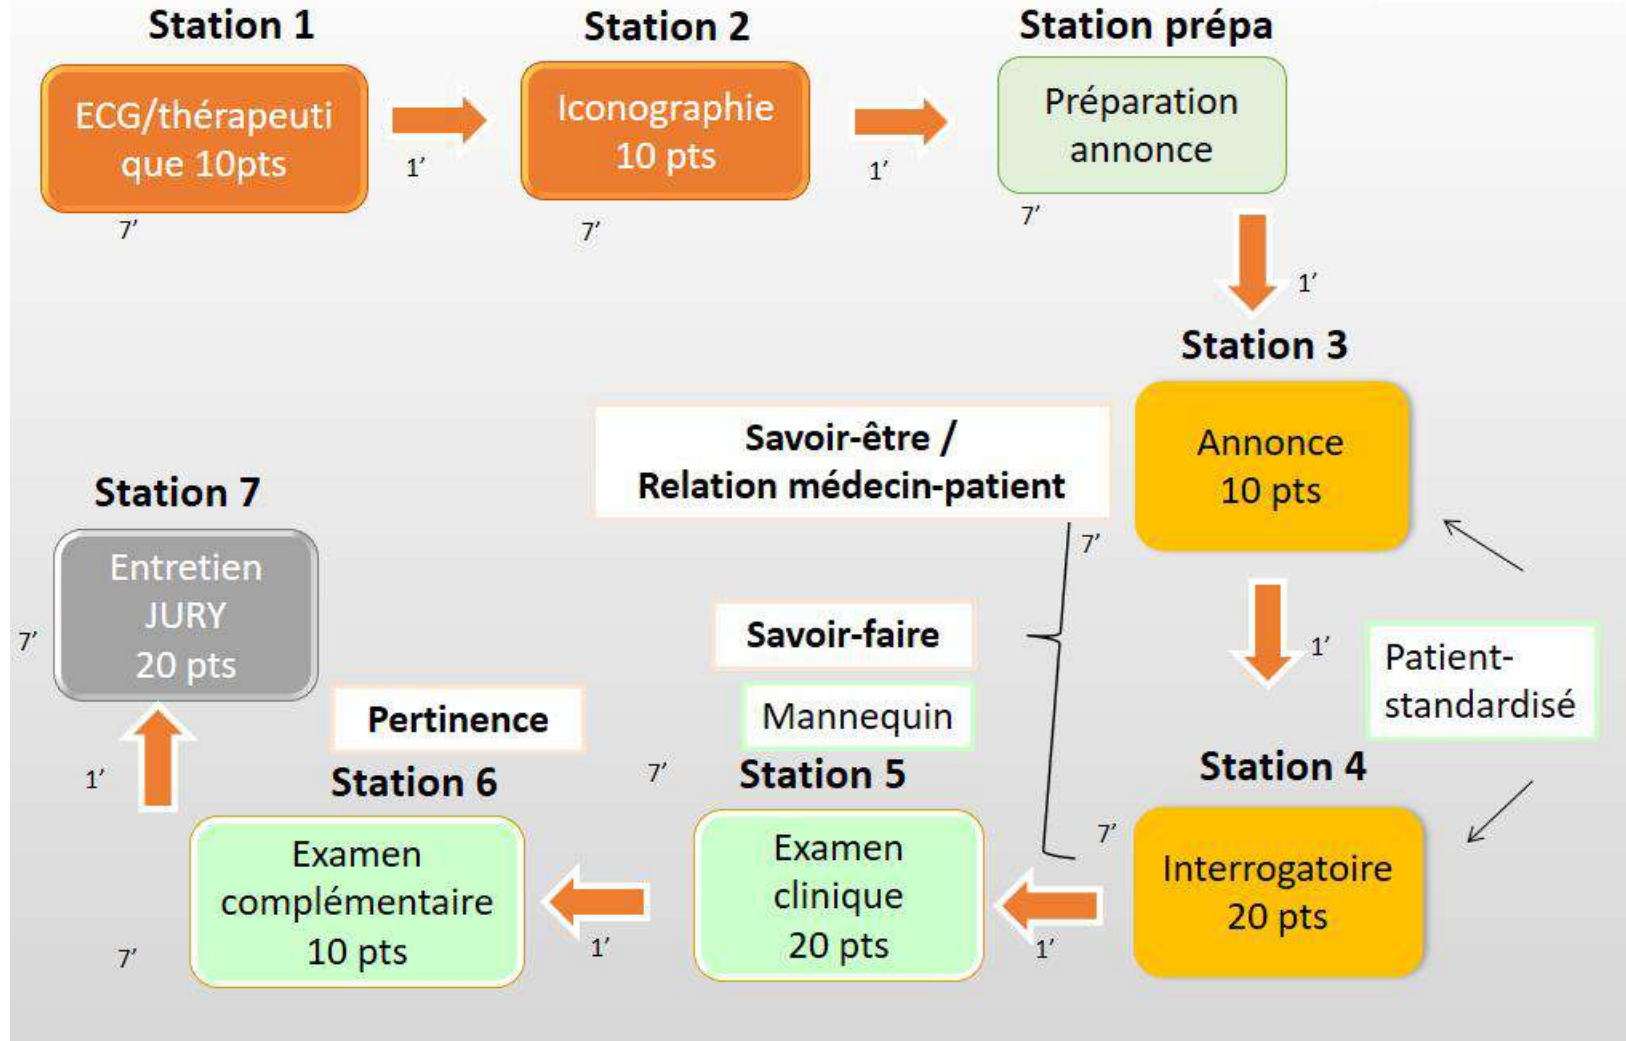 Station 1
ECG/thérapeuti
que 10pts
7’
1’
Station 2
Iconographie
10 pts
7’
1’
Station prépa
Préparation
annonce
7’
1’
Station 3
Annonce
10 pts
7’
1’
Savoir-être /
Relation médecin-patient
Patient-
standardisé
Station 4
Interrogatoire
20 pts
7’
1’
Savoir-faire
Mannequin
Station 5
Examen
clinique
20 pts
7’
1’
Pertinence
Station 6
Examen
complémentaire
10 pts
7’
1’
Station 7
Entretien
JURY
20 pts
7’